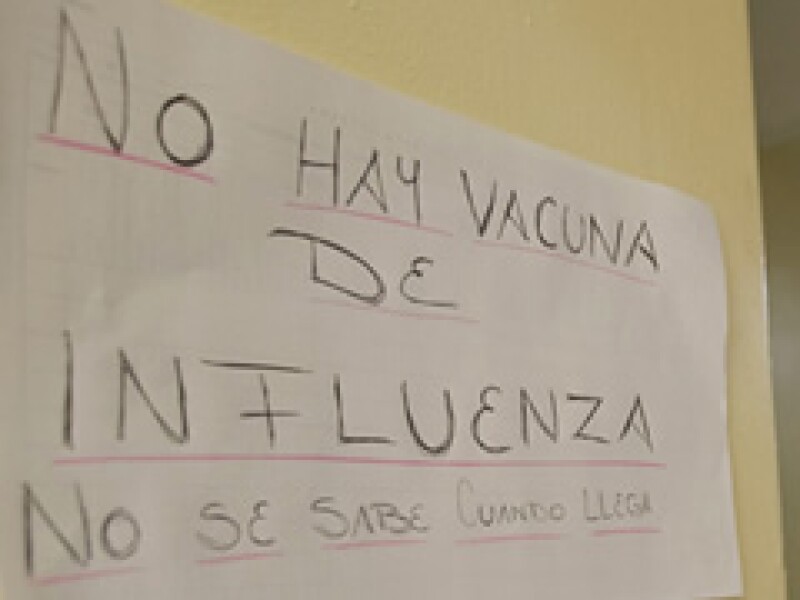 No HAY VACUNA
DE
INFLUENZA
No SE SABE CUANDO LLEGA